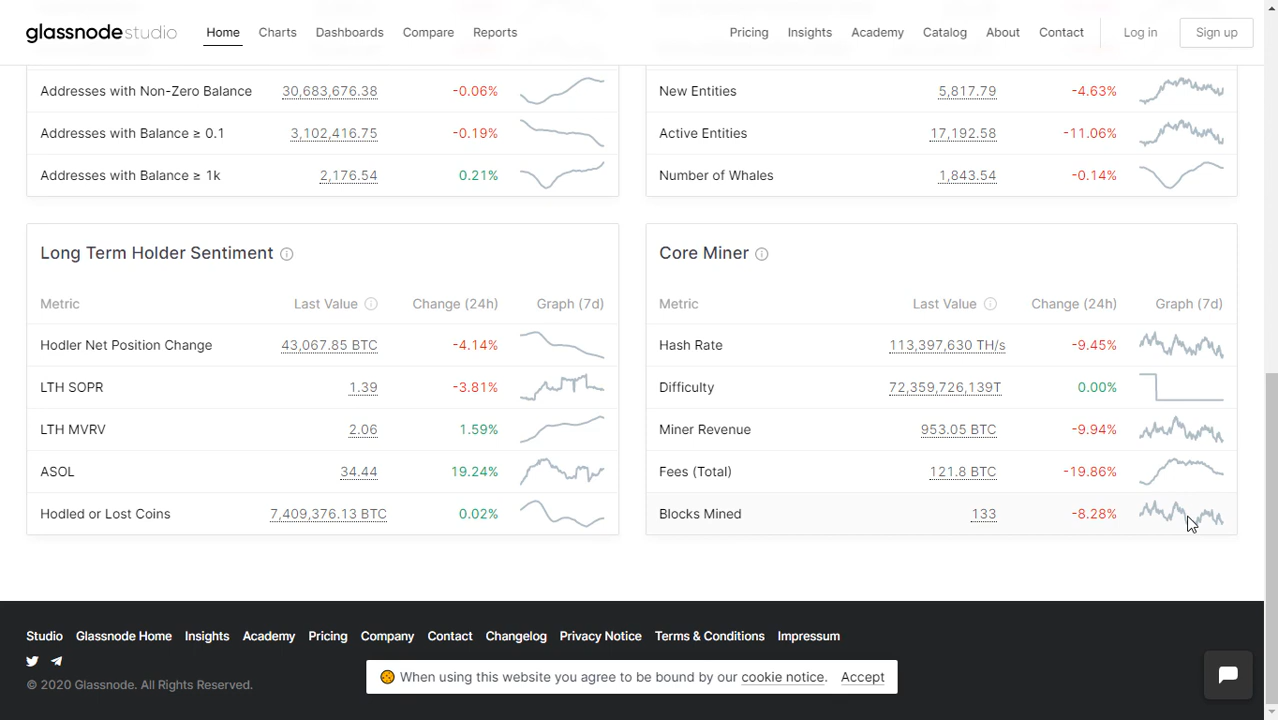 glassnode studio Home Charts Dashboards Compare Reports Pricing Insights Academy Catalog About Contact Log in Sign up
Addresses with Non-Zero Balance 30,683,676.38 -0.06%
Addresses with Balance ≥ 0.1 3,102,416.75 -0.19%
Addresses with Balance ≥ 1k 2,176.54 0.21%
New Entities 5,817.79 -4.63%
Active Entities 17,192.58 -11.06%
Number of Whales 1,843.54 -0.14%
Long Term Holder Sentiment
Metric Last Value Change (24h) Graph (7d)
Hodler Net Position Change 43,067.85 BTC -4.14%
LTH SOPR 1.39 -3.81%
LTH MVRV 2.06 1.59%
ASOL 34.44 19.24%
Hodled or Lost Coins 7,409,376.13 BTC 0.02%
Core Miner
Metric Last Value Change (24h) Graph (7d)
Hash Rate 113,397,630 TH/s -9.45%
Difficulty 72,359,726,139T 0.00%
Miner Revenue 953.05 BTC -9.94%
Fees (Total) 121.8 BTC -19.86%
Blocks Mined 133 -8.28%
Studio Glassnode Home Insights Academy Pricing Company Contact Changelog Privacy Notice Terms & Conditions Impressum
© 2020 Glassnode. All Rights Reserved.
When using this website you agree to be bound by our cookie notice. Accept